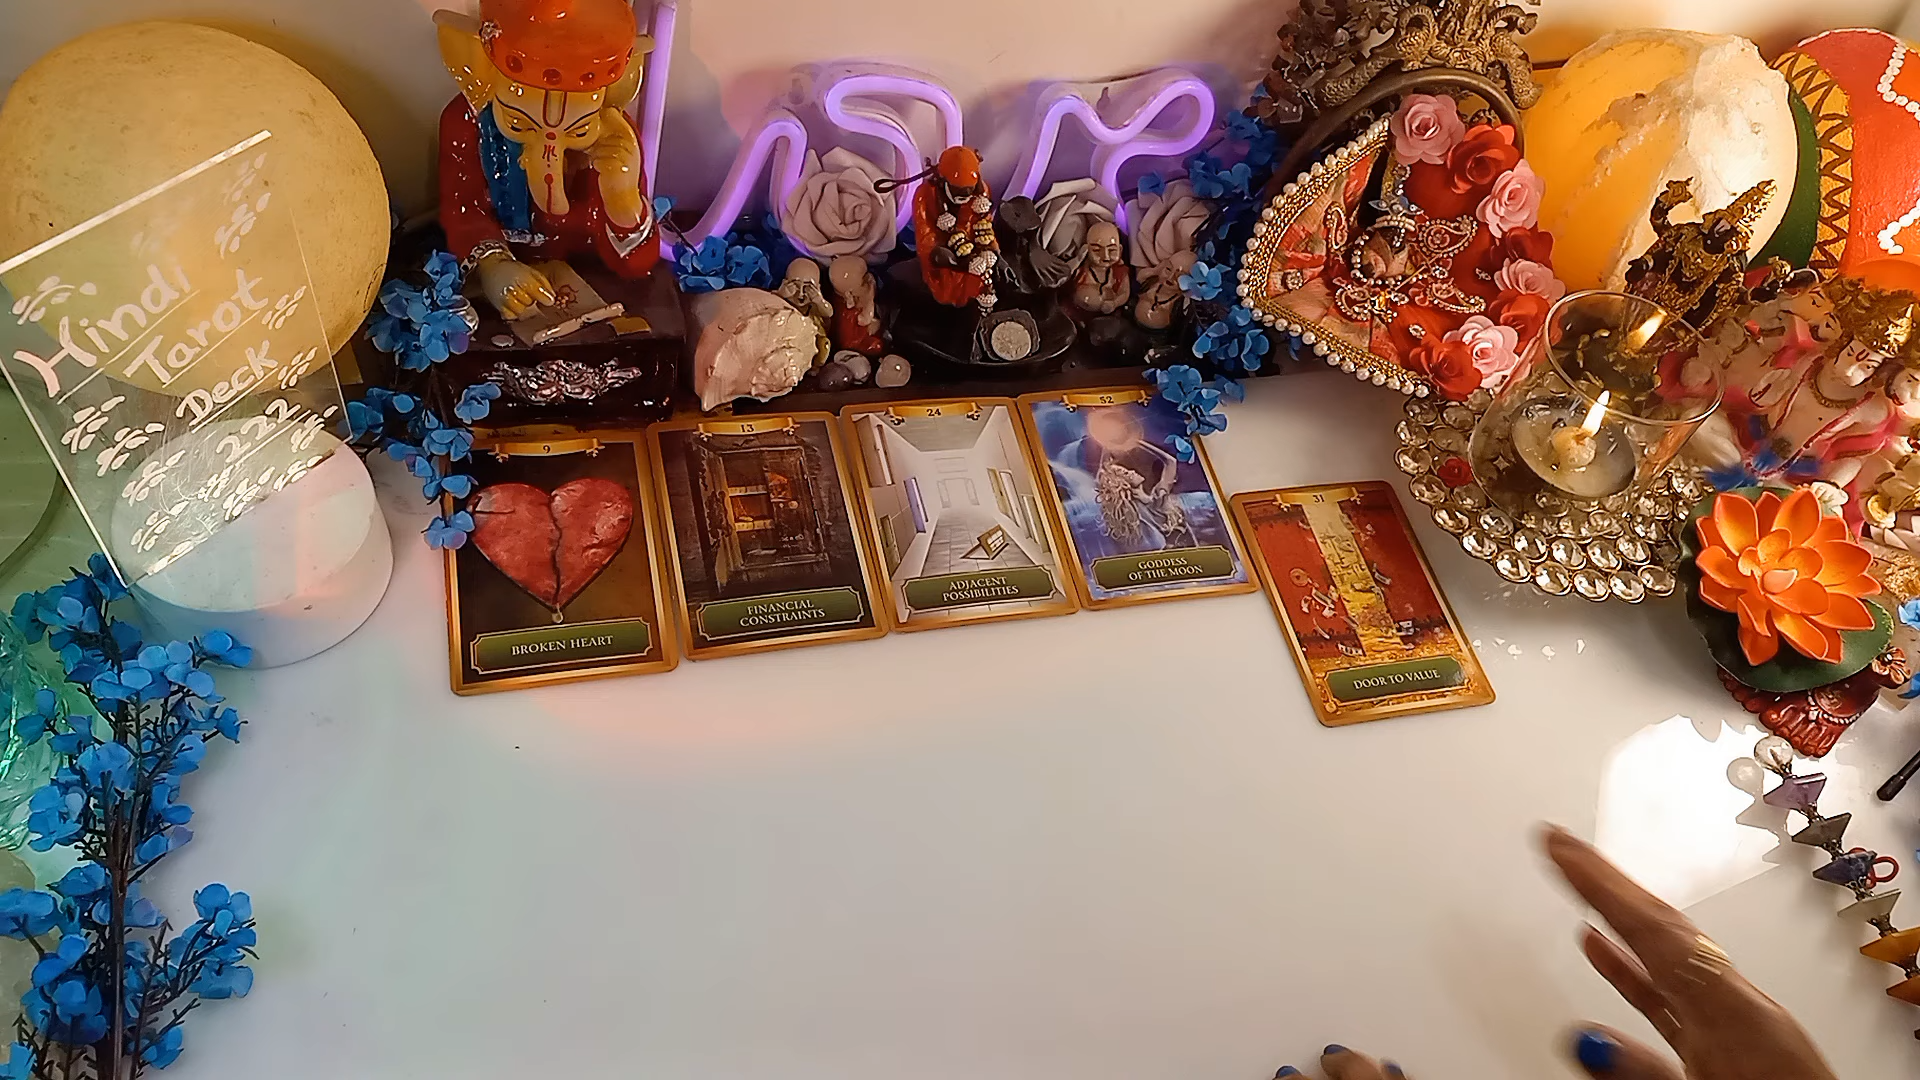 Hindi
Tarot
Deck
222
9
BROKEN HEART
13
FINANCIAL
CONSTRAINTS
24
ADJACENT
POSSIBILITIES
52
GODDESS
OF THE MOON
31
DOOR TO VALUE